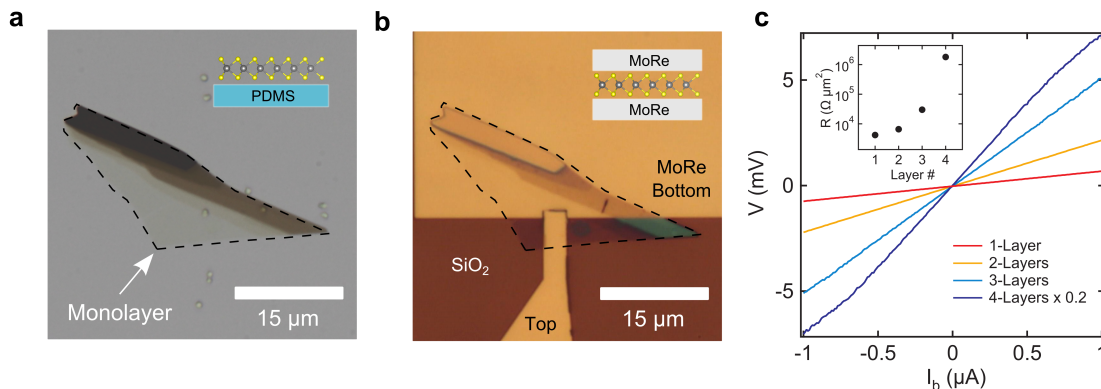 a
PDMS
Monolayer
15 µm
b
MoRe
MoRe
MoRe
Bottom
SiO2
Top
15 µm
c
V (mV)
5
0
-5
R (Ω µm²)
10⁶
10⁵
10⁴
1 2 3 4
Layer #
1-Layer
2-Layers
3-Layers
4-Layers x 0.2
-1 -0.5 0 0.5 1
I_b (µA)